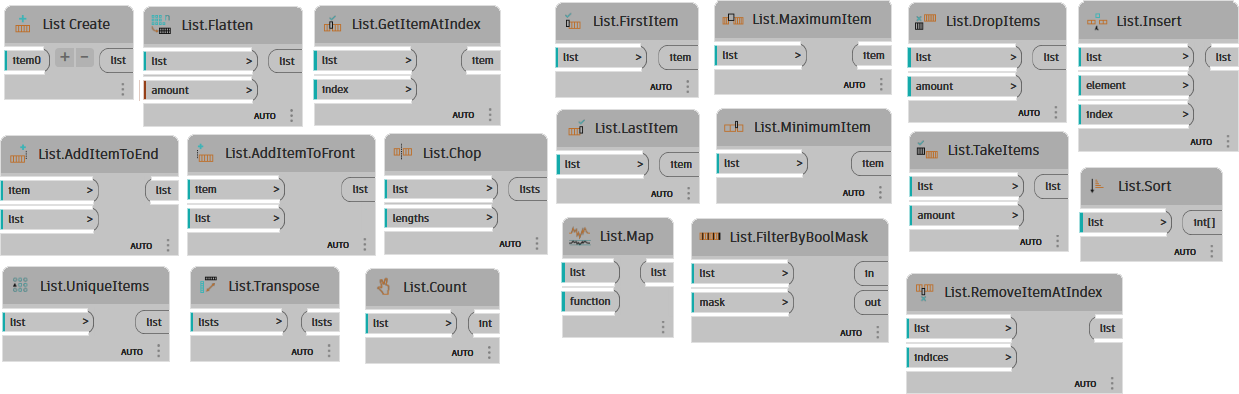 List Create
item0 + − list
List.Flatten
list > list
amount >
AUTO
List.GetItemAtIndex
list > item
index >
AUTO
List.FirstItem
list > item
AUTO
List.MaximumItem
list > item
AUTO
List.DropItems
list > list
amount >
AUTO
List.Insert
list > list
element >
index >
AUTO
List.AddItemToEnd
item > list
list >
AUTO
List.AddItemToFront
item > list
list >
AUTO
List.Chop
list > lists
lengths >
AUTO
List.LastItem
list > item
AUTO
List.MinimumItem
list > item
AUTO
List.TakeItems
list > list
amount >
AUTO
List.Sort
list > int[]
AUTO
List.UniqueItems
list > list
AUTO
List.Transpose
lists > lists
AUTO
List.Count
list > int
AUTO
List.Map
list > list
function >
List.FilterByBoolMask
list > in
mask > out
AUTO
List.RemoveItemAtIndex
list > list
indices >
AUTO